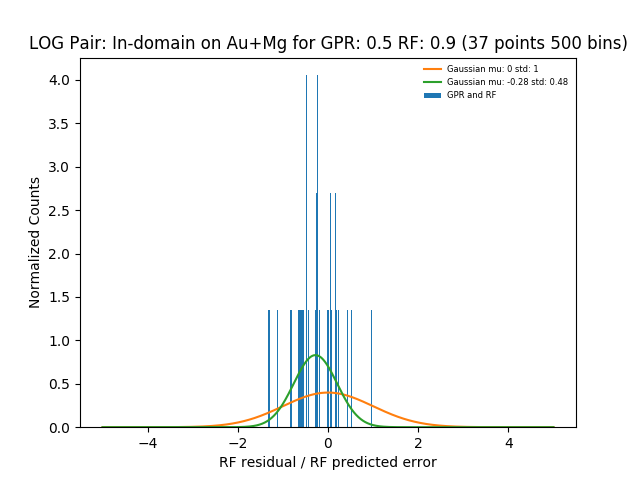 LOG Pair: In-domain on Au+Mg for GPR: 0.5 RF: 0.9 (37 points 500 bins)
Gaussian mu: 0 std: 1
Gaussian mu: -0.28 std: 0.48
GPR and RF
Normalized Counts
4.0
3.5
3.0
2.5
2.0
1.5
1.0
0.5
0.0
−4 −2 0 2 4
RF residual / RF predicted error